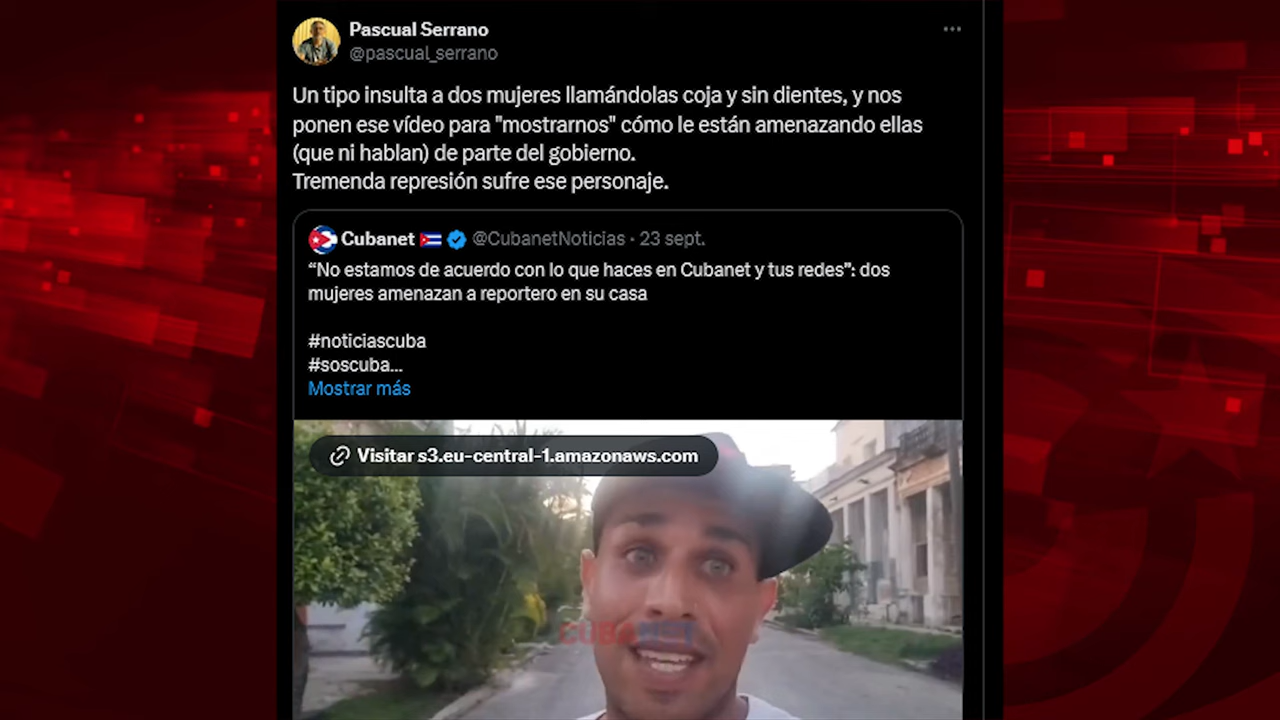 Pascual Serrano
@pascual_serrano
Un tipo insulta a dos mujeres llamándolas coja y sin dientes, y nos
ponen ese vídeo para "mostrarnos" cómo le están amenazando ellas
(que ni hablan) de parte del gobierno.
Tremenda represión sufre ese personaje.
Cubanet 🇨🇺 @CubanetNoticias · 23 sept.
“No estamos de acuerdo con lo que haces en Cubanet y tus redes”: dos
mujeres amenazan a reportero en su casa
#noticiascuba
#soscuba...
Mostrar más
Visitar s3.eu-central-1.amazonaws.com
CUBANET